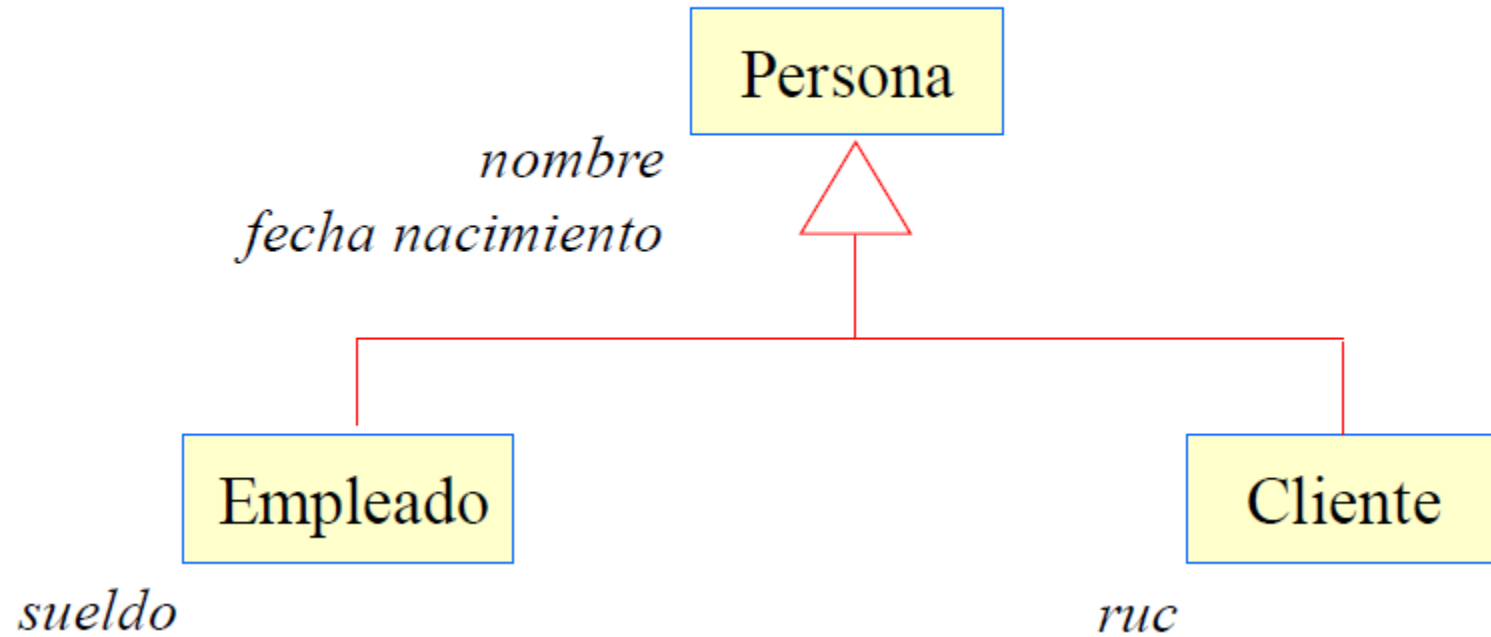 Persona
nombre
fecha nacimiento
Empleado
Cliente
sueldo
ruc